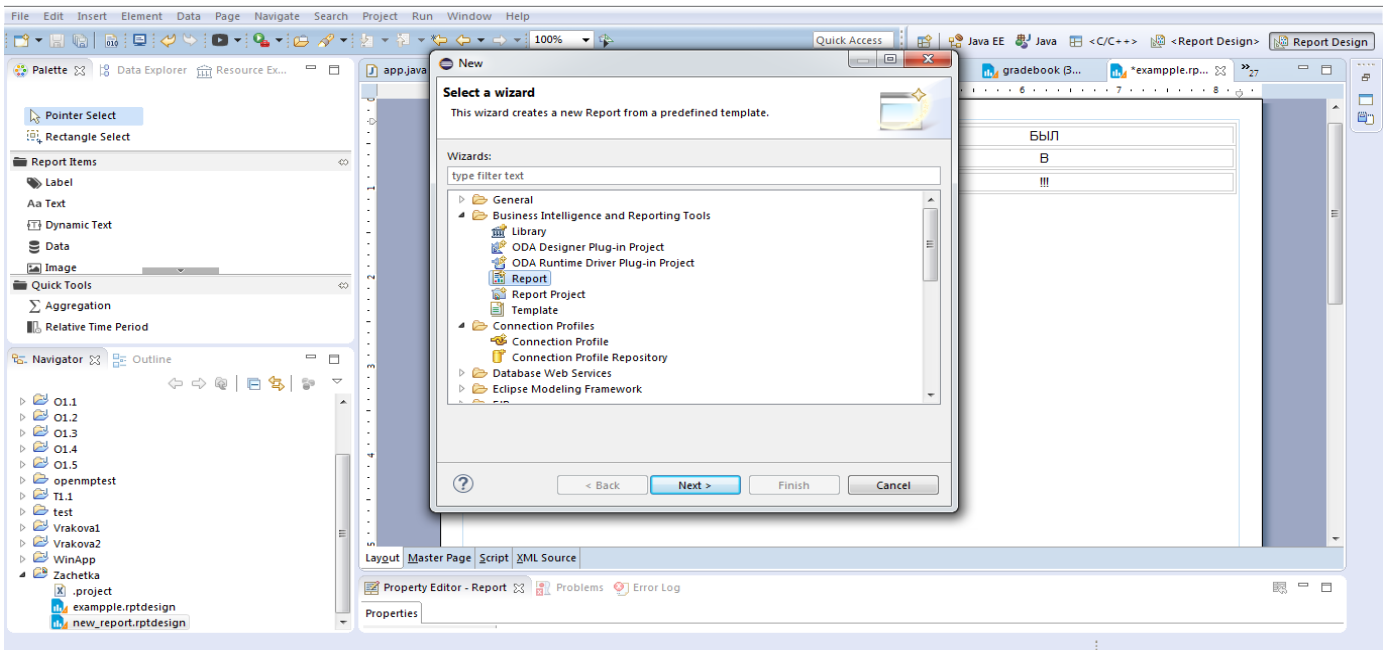 File Edit Insert Element Data Page Navigate Search Project Run Window Help
100%
Quick Access
Java EE Java <C/C++> <Report Design> Report Design
Palette Data Explorer Resource Ex...
Pointer Select
Rectangle Select
Report Items
Label
Aa Text
Dynamic Text
Data
Image
Quick Tools
Aggregation
Relative Time Period
Navigator Outline
O1.1
O1.2
O1.3
O1.4
O1.5
openmptest
T1.1
test
Vrakova1
Vrakova2
WinApp
Zachetka
.project
exampple.rptdesign
new_report.rptdesign
app.java
gradebook (3... *exampple.rp... 27
6 7 8
БЫЛ
В
!!!
1
2
3
4
New
Select a wizard
This wizard creates a new Report from a predefined template.
Wizards:
type filter text
General
Business Intelligence and Reporting Tools
Library
ODA Designer Plug-in Project
ODA Runtime Driver Plug-in Project
Report
Report Project
Template
Connection Profiles
Connection Profile
Connection Profile Repository
Database Web Services
Eclipse Modeling Framework
? < Back Next > Finish Cancel
Layout Master Page Script XML Source
Property Editor - Report Problems Error Log
Properties